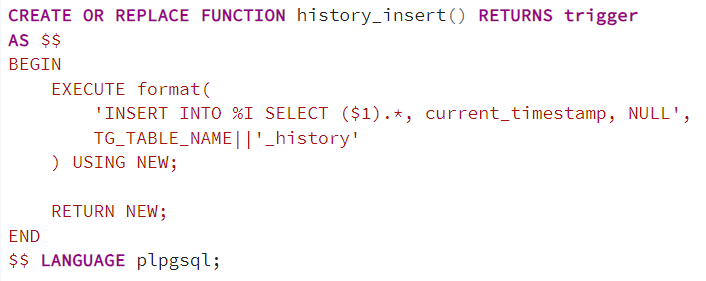 CREATE OR REPLACE FUNCTION history_insert() RETURNS trigger
AS $$
BEGIN
    EXECUTE format(
        'INSERT INTO %I SELECT ($1).*, current_timestamp, NULL',
        TG_TABLE_NAME||'_history'
    ) USING NEW;

    RETURN NEW;
END
$$ LANGUAGE plpgsql;